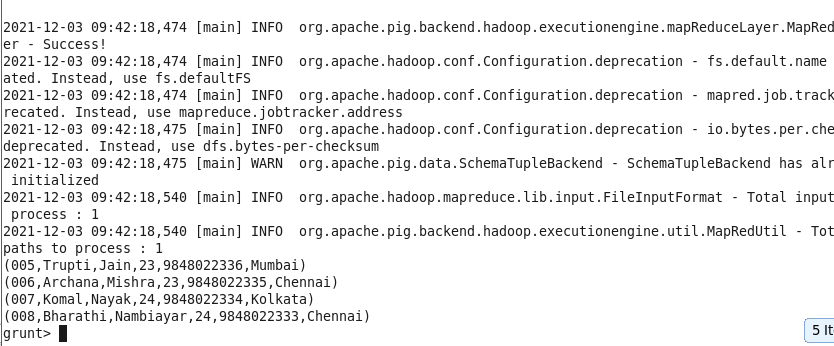 2021-12-03 09:42:18,474 [main] INFO  org.apache.pig.backend.hadoop.executionengine.mapReduceLayer.MapRed
er - Success!
2021-12-03 09:42:18,474 [main] INFO  org.apache.hadoop.conf.Configuration.deprecation - fs.default.name
ated. Instead, use fs.defaultFS
2021-12-03 09:42:18,474 [main] INFO  org.apache.hadoop.conf.Configuration.deprecation - mapred.job.track
recated. Instead, use mapreduce.jobtracker.address
2021-12-03 09:42:18,475 [main] INFO  org.apache.hadoop.conf.Configuration.deprecation - io.bytes.per.che
deprecated. Instead, use dfs.bytes-per-checksum
2021-12-03 09:42:18,475 [main] WARN  org.apache.pig.data.SchemaTupleBackend - SchemaTupleBackend has alr
 initialized
2021-12-03 09:42:18,540 [main] INFO  org.apache.hadoop.mapreduce.lib.input.FileInputFormat - Total input
 process : 1
2021-12-03 09:42:18,540 [main] INFO  org.apache.pig.backend.hadoop.executionengine.util.MapRedUtil - Tot
paths to process : 1
(005,Trupti,Jain,23,9848022336,Mumbai)
(006,Archana,Mishra,23,9848022335,Chennai)
(007,Komal,Nayak,24,9848022334,Kolkata)
(008,Bharathi,Nambiayar,24,9848022333,Chennai)
grunt>
5 It